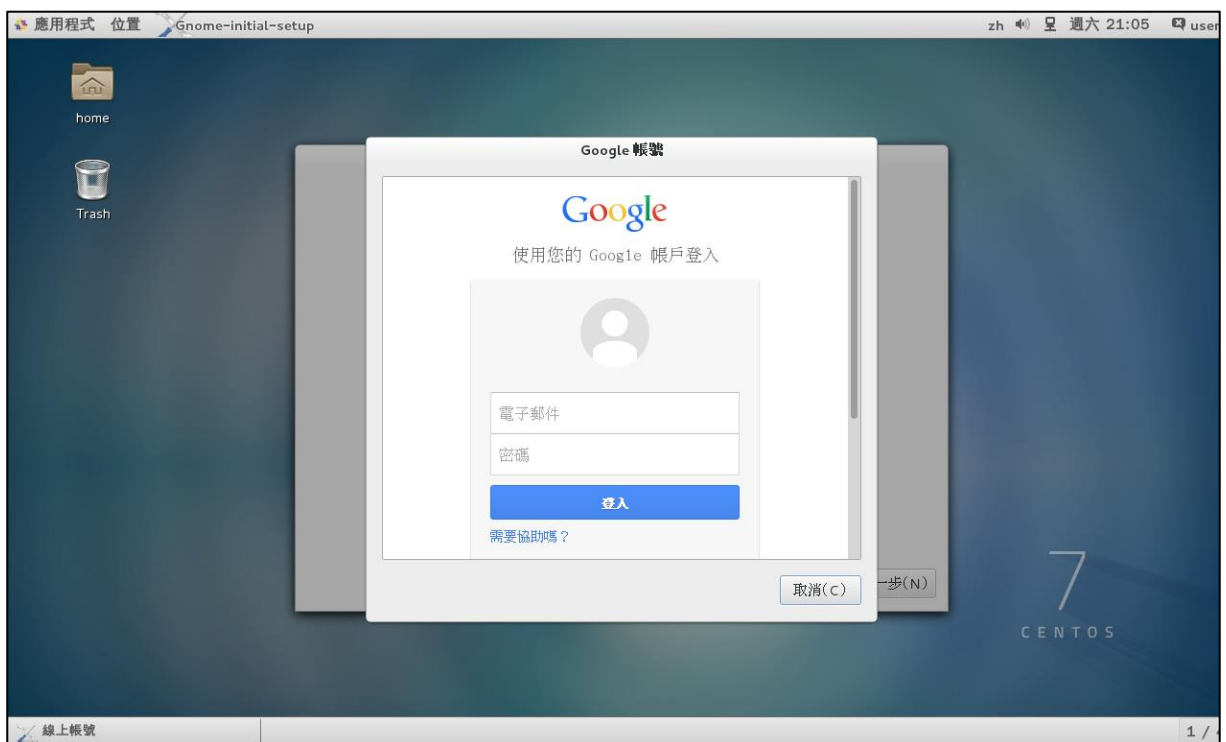 應用程式 位置 Gnome-initial-setup zh 週六 21:05 user
home
Trash
Google 帳號
Google
使用您的 Google 帳戶登入
電子郵件
密碼
登入
需要協助嗎？
取消(C)
一步(N)
7
CENTOS
線上帳號
1 /